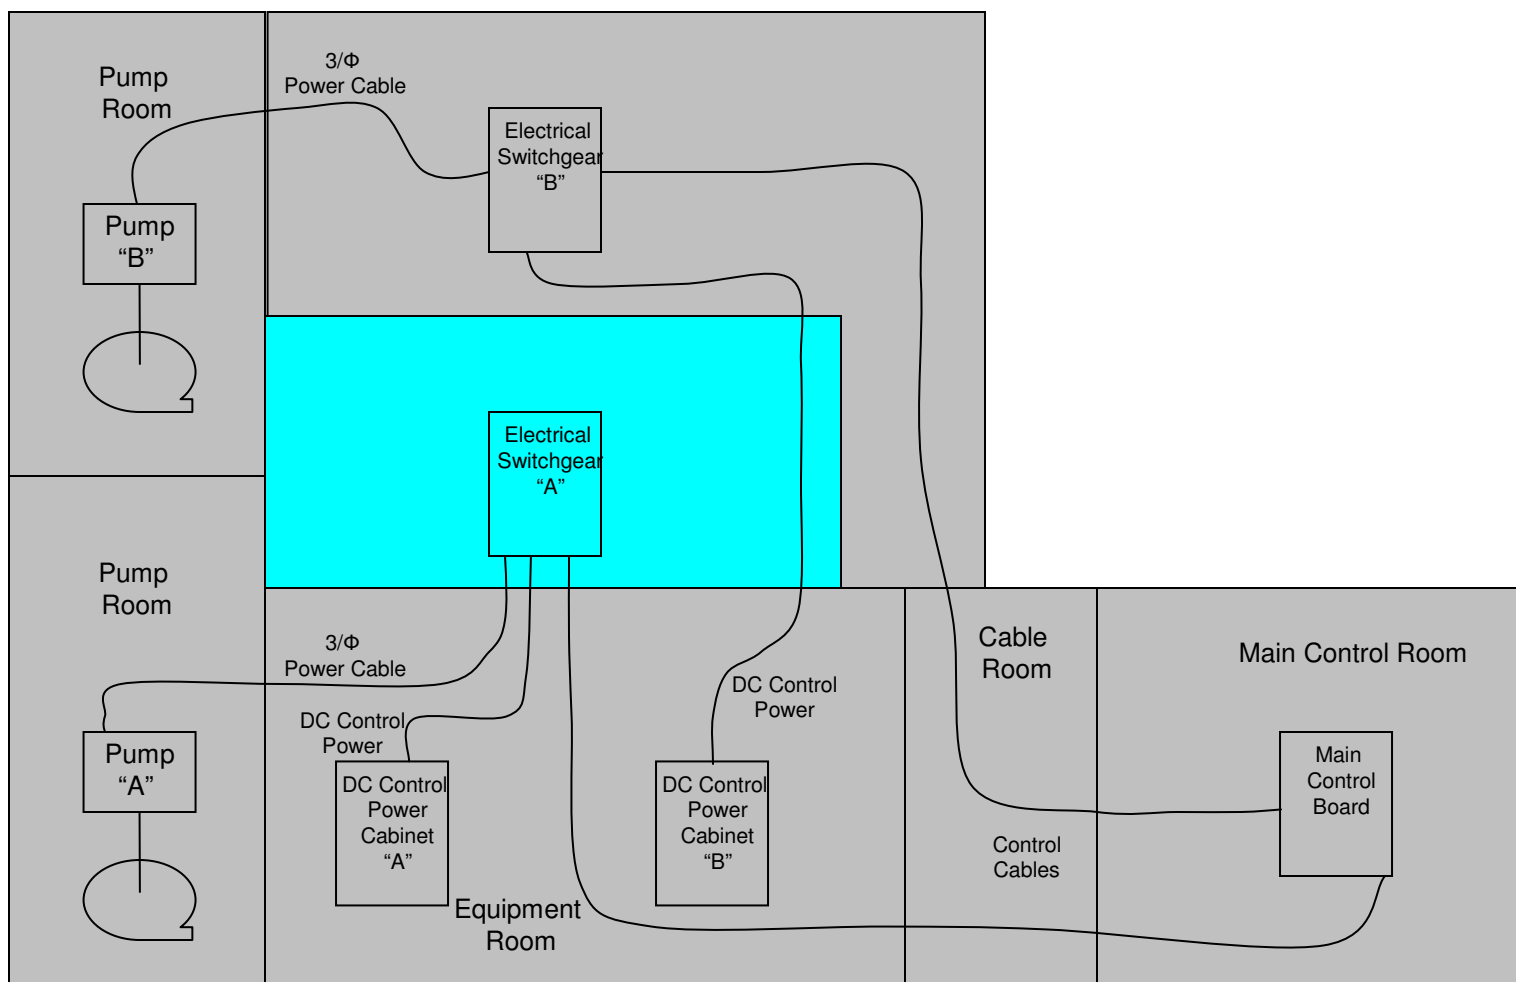 Pump
Room
3/Φ
Power Cable
Electrical
Switchgear
“B”
Pump
“B”
Electrical
Switchgear
“A”
Pump
Room
3/Φ
Power Cable
Cable
Room
Main Control Room
DC Control
Power
DC Control
Power
Pump
“A”
DC Control
Power
Cabinet
“A”
DC Control
Power
Cabinet
“B”
Main
Control
Board
Control
Cables
Equipment
Room